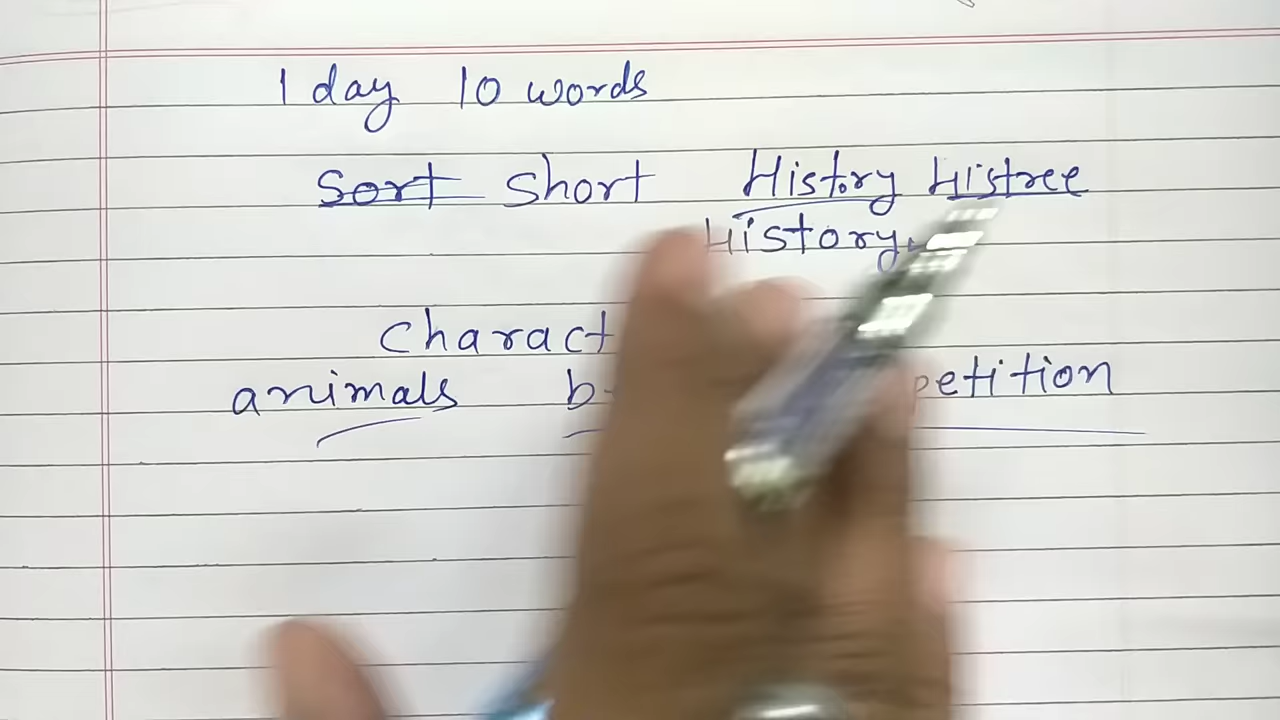 1 day 10 words
Sort Short History Histree
History.
Charact
animals b petition